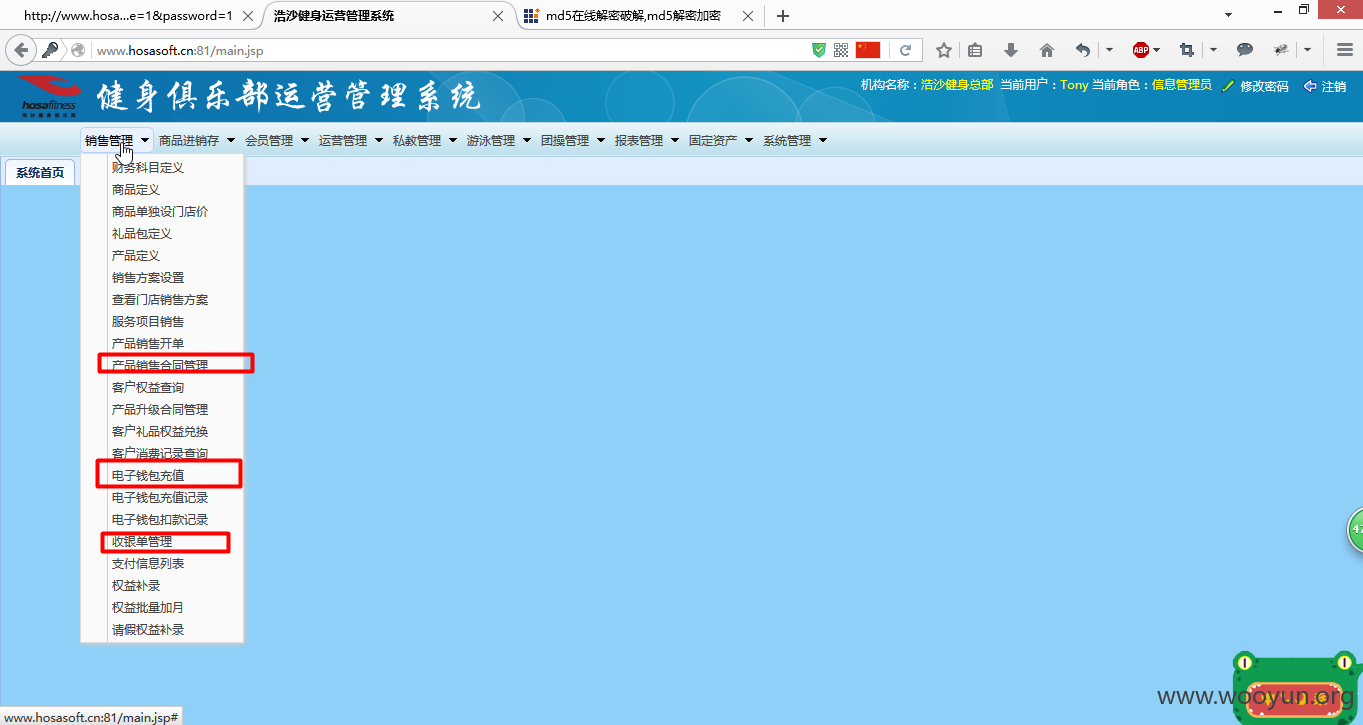 http://www.hosa...e=1&password=1
浩沙健身运营管理系统
md5在线解密破解,md5解密加密
www.hosasoft.cn:81/main.jsp
ABP
hosafitness
浩沙健身俱乐部
健身俱乐部运营管理系统
机构名称：浩沙健身总部 当前用户：Tony 当前角色：信息管理员 修改密码 注销
销售管理 商品进销存 会员管理 运营管理 私教管理 游泳管理 团操管理 报表管理 固定资产 系统管理
系统首页
财务科目定义
商品定义
商品单独设门店价
礼品包定义
产品定义
销售方案设置
查看门店销售方案
服务项目销售
产品销售开单
产品销售合同管理
客户权益查询
产品升级合同管理
客户礼品权益兑换
客户消费记录查询
电子钱包充值
电子钱包充值记录
电子钱包扣款记录
收银单管理
支付信息列表
权益补录
权益批量加月
请假权益补录
47
www.wooyun.org
www.hosasoft.cn:81/main.jsp#